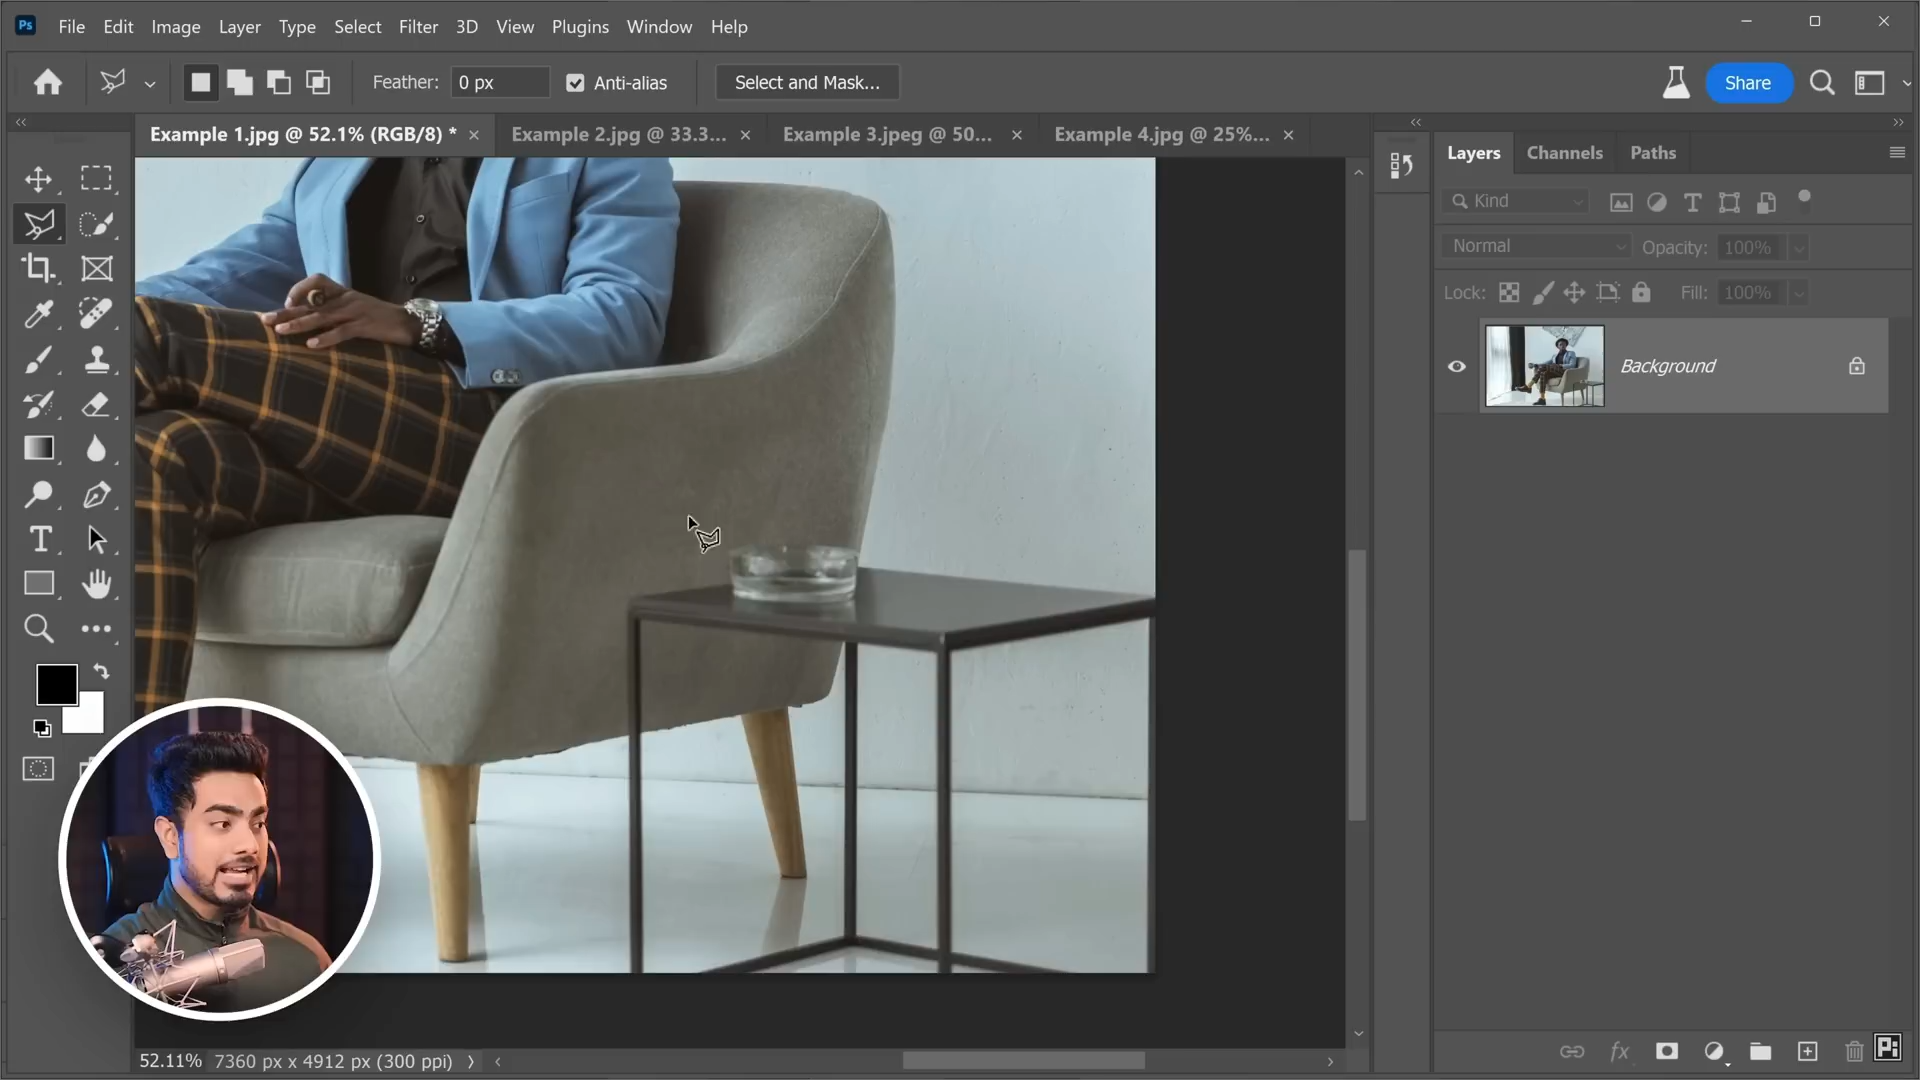 Ps File Edit Image Layer Type Select Filter 3D View Plugins Window Help
Feather: 0 px Anti-alias Select and Mask... Share
Example 1.jpg @ 52.1% (RGB/8) * Example 2.jpg @ 33.3... Example 3.jpeg @ 50... Example 4.jpg @ 25%...
Layers Channels Paths
Kind
Normal Opacity: 100%
Lock: Fill: 100%
Background
52.11% 7360 px x 4912 px (300 ppi)